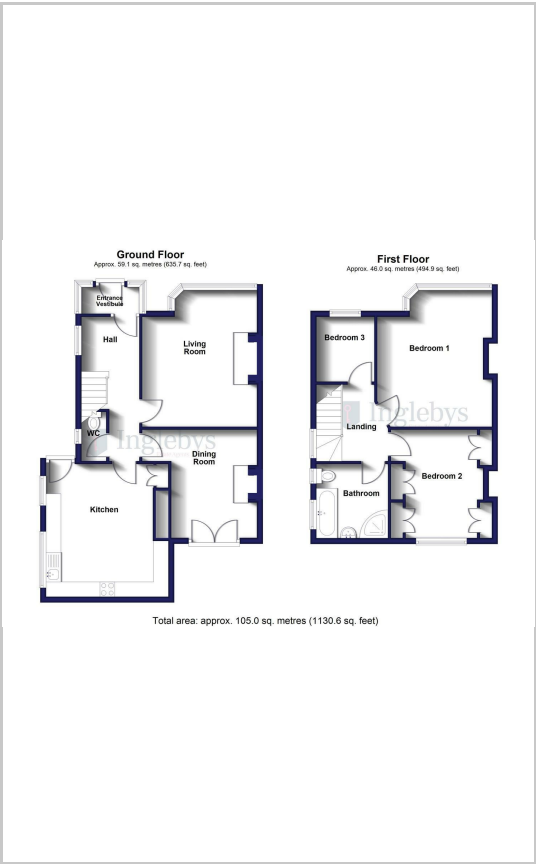 Ground Floor
Approx. 59.1 sq. metres (635.7 sq. feet)
Entrance
Vestibule
Hall
Living
Room
WC
Inglebys
Dining
Room
Kitchen
First Floor
Approx. 46.0 sq. metres (494.9 sq. feet)
Bedroom 3
Bedroom 1
Inglebys
Landing
Bedroom 2
Bathroom
Total area: approx. 105.0 sq. metres (1130.6 sq. feet)